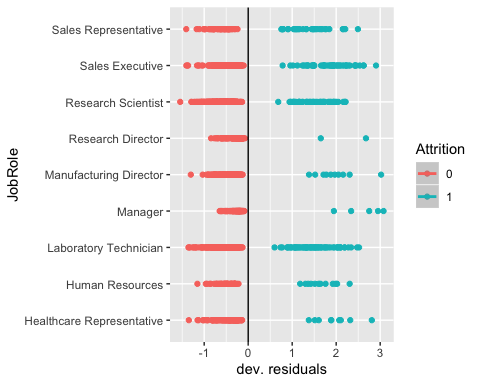 Sales Representative
Sales Executive
Research Scientist
Research Director
Manufacturing Director
Manager
Laboratory Technician
Human Resources
Healthcare Representative
JobRole
-1 0 1 2 3
dev. residuals
Attrition
0
1